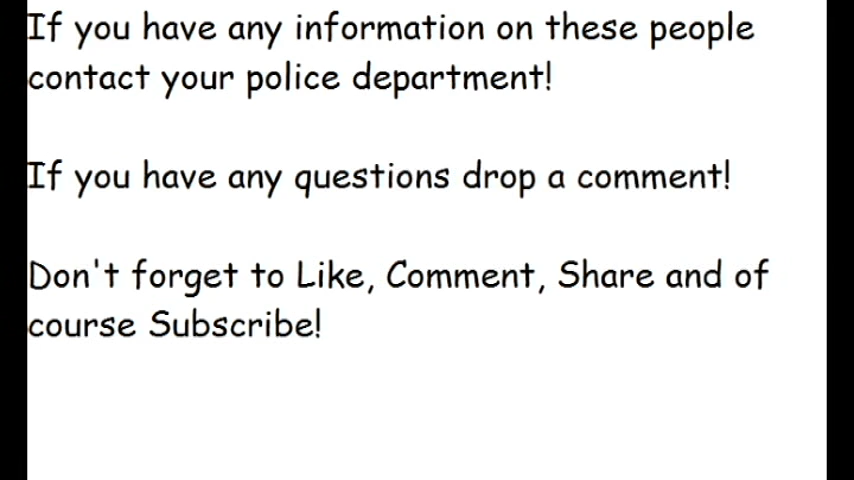 If you have any information on these people
contact your police department!
If you have any questions drop a comment!
Don't forget to Like, Comment, Share and of
course Subscribe!